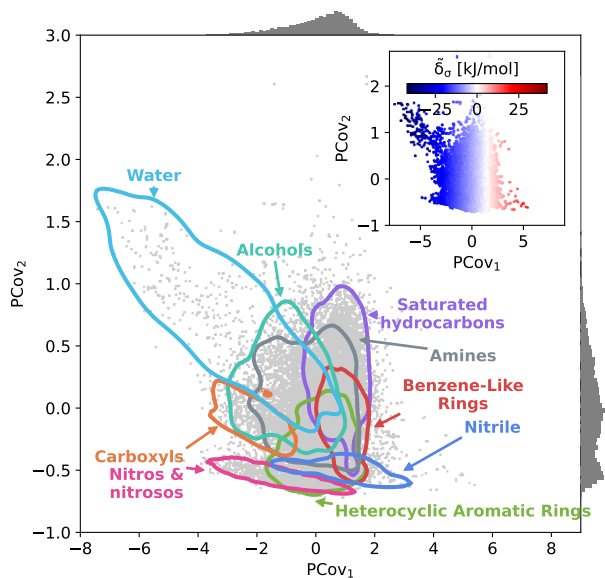 3.0
2.5
2.0
1.5
1.0
0.5
0.0
−0.5
−1.0
PCov₂
−8
−6
−4
−2
0
2
4
6
8
PCov₁
Water
Alcohols
Saturated
hydrocarbons
Amines
Benzene-Like
Rings
Nitrile
Carboxyls
Nitros &
nitrosos
Heterocyclic Aromatic Rings
δ̃σ [kJ/mol]
−25
0
25
2
1
0
−1
PCov₂
−5
0
5
PCov₁